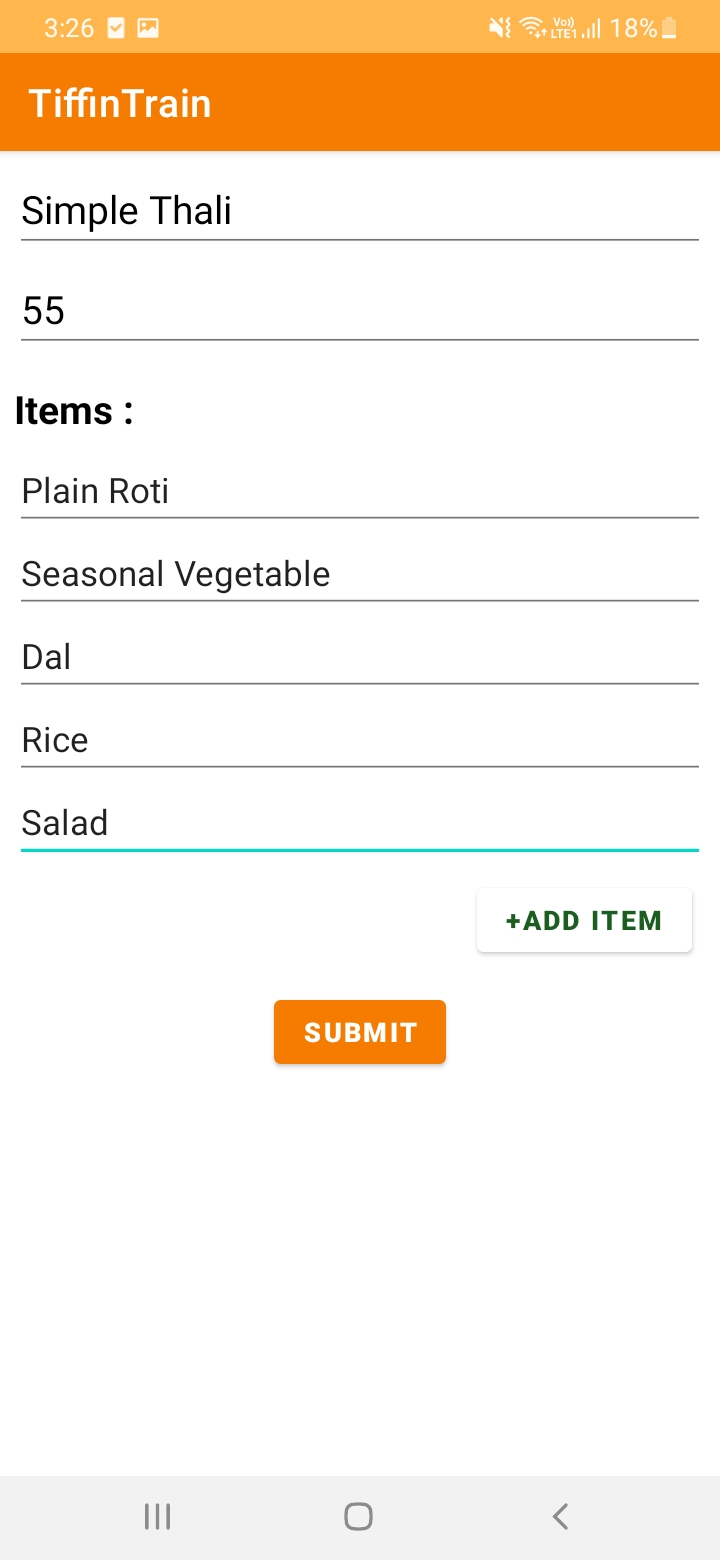 3:26 Vo)) LTE1 18%
TiffinTrain
Simple Thali
55
Items :
Plain Roti
Seasonal Vegetable
Dal
Rice
Salad
+ADD ITEM
SUBMIT